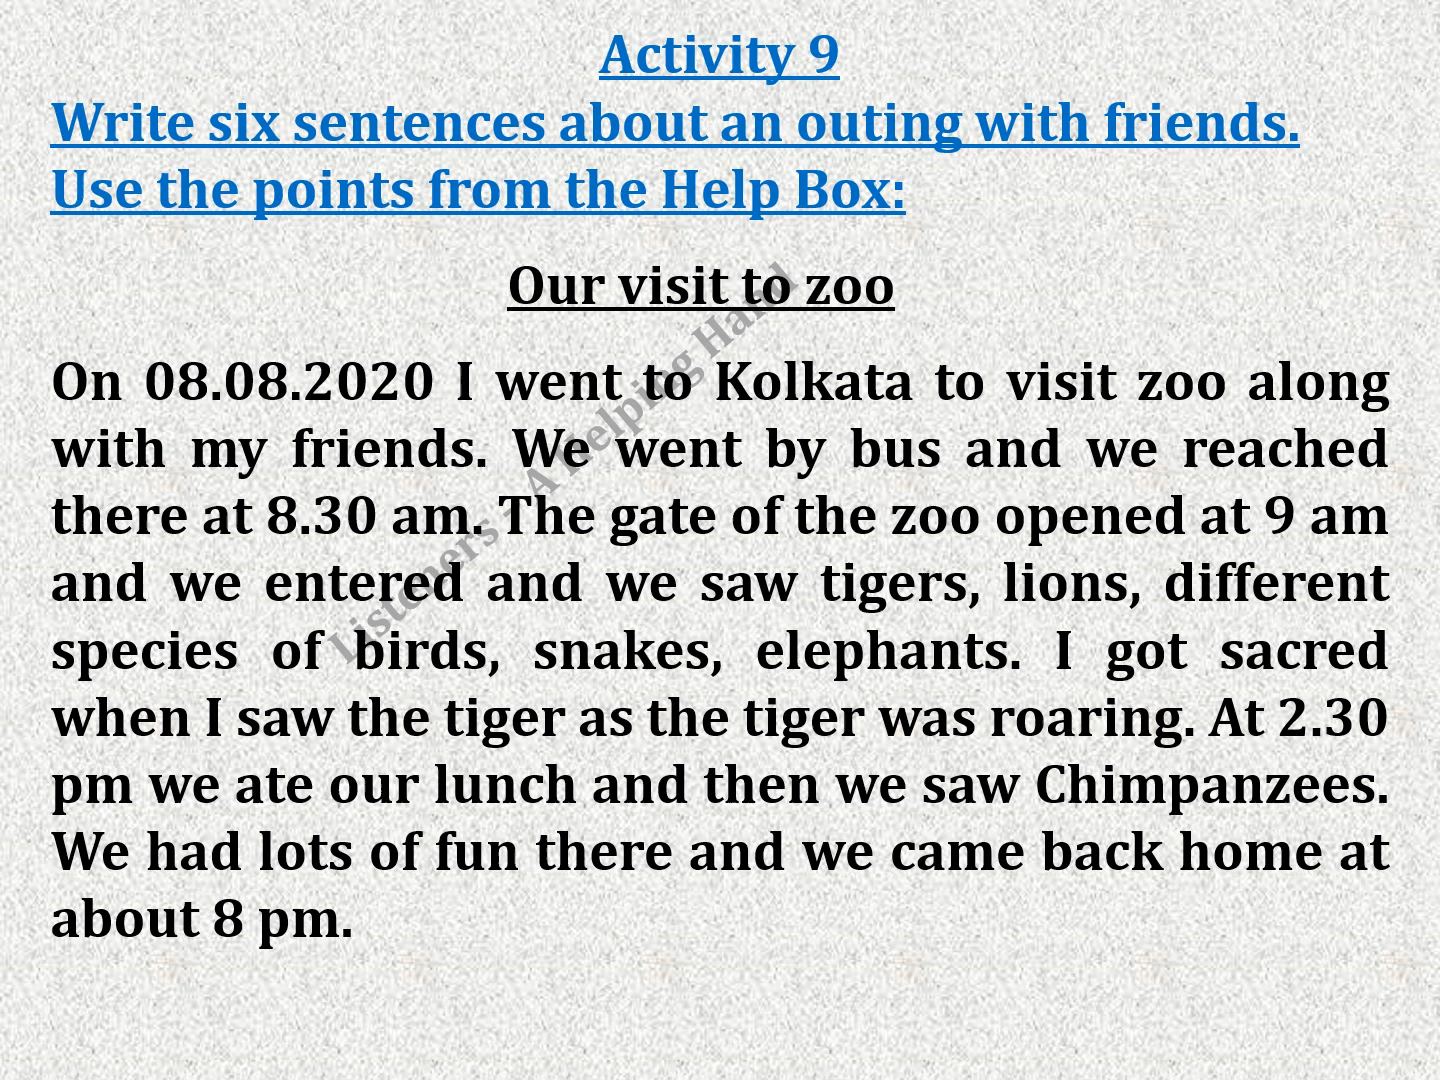 Activity 9
Write six sentences about an outing with friends.
Use the points from the Help Box:
Our visit to zoo
On 08.08.2020 I went to Kolkata to visit zoo along
with my friends. We went by bus and we reached
there at 8.30 am. The gate of the zoo opened at 9 am
and we entered and we saw tigers, lions, different
species of birds, snakes, elephants. I got sacred
when I saw the tiger as the tiger was roaring. At 2.30
pm we ate our lunch and then we saw Chimpanzees.
We had lots of fun there and we came back home at
about 8 pm.
Listeners - A Helping Hand